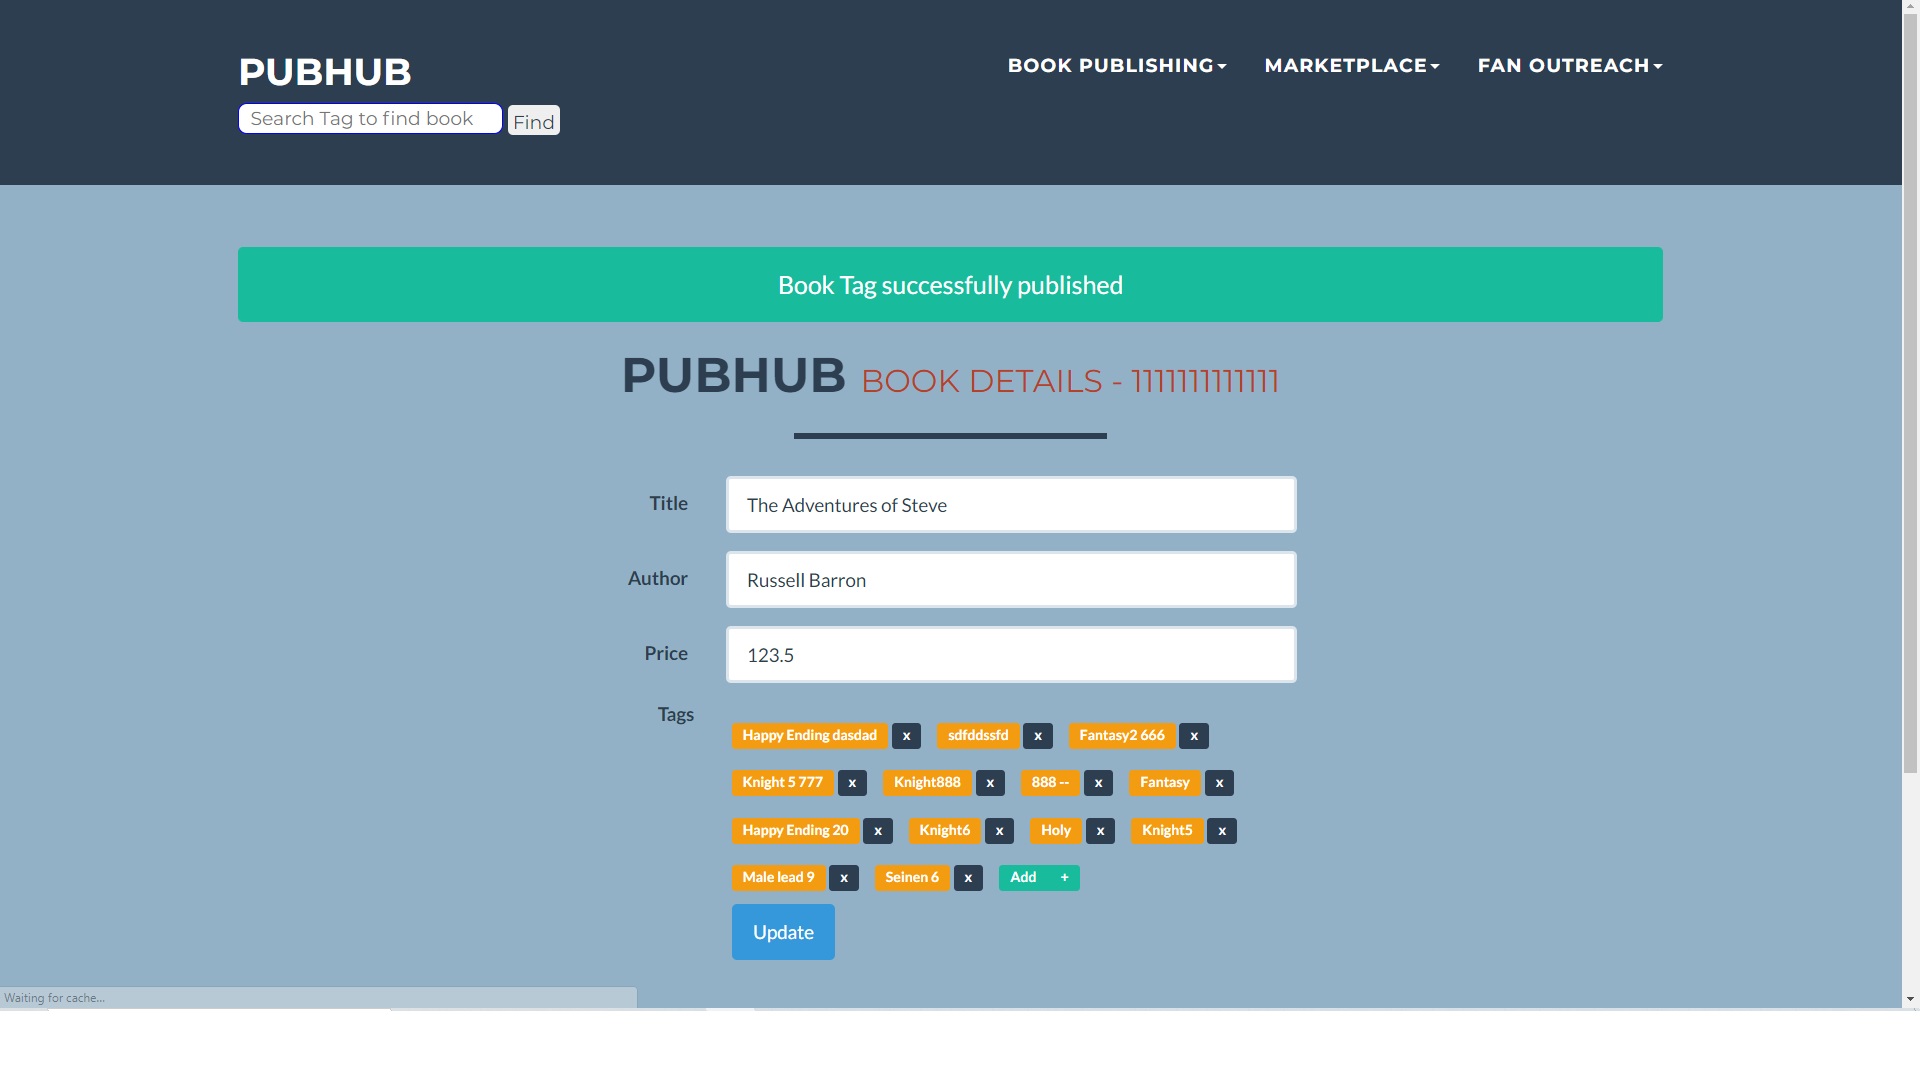 PUBHUB
BOOK PUBLISHING MARKETPLACE FAN OUTREACH
Search Tag to find book Find
Book Tag successfully published
PUBHUB BOOK DETAILS - 1111111111111
Title The Adventures of Steve
Author Russell Barron
Price 123.5
Tags
Happy Ending dasdad x sdfddssfd x Fantasy2 666 x
Knight 5 777 x Knight888 x 888 -- x Fantasy x
Happy Ending 20 x Knight6 x Holy x Knight5 x
Male lead 9 x Seinen 6 x Add +
Update
Waiting for cache...